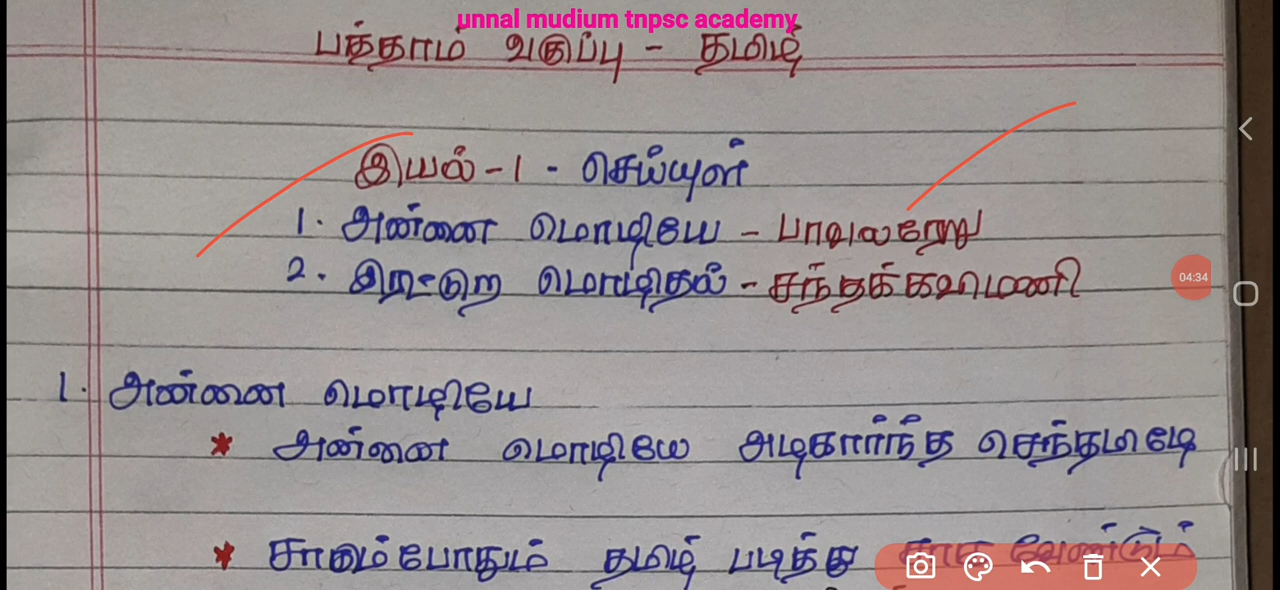 unnal mudium tnpsc academy
பத்தாம் வகுப்பு - தமிழ்
இயல் - 1 - செய்யுள்
1. அன்னை மொழியே - பாவலரேறு
2. இரட்டுற மொழிதல் - சந்தக்கவிமணி
04:34
1. அன்னை மொழியே
* அன்னை மொழியே அழகார்ந்த செந்தமிழே
* சாகும்போதும் தமிழ் படித்து சாக வேண்டும்